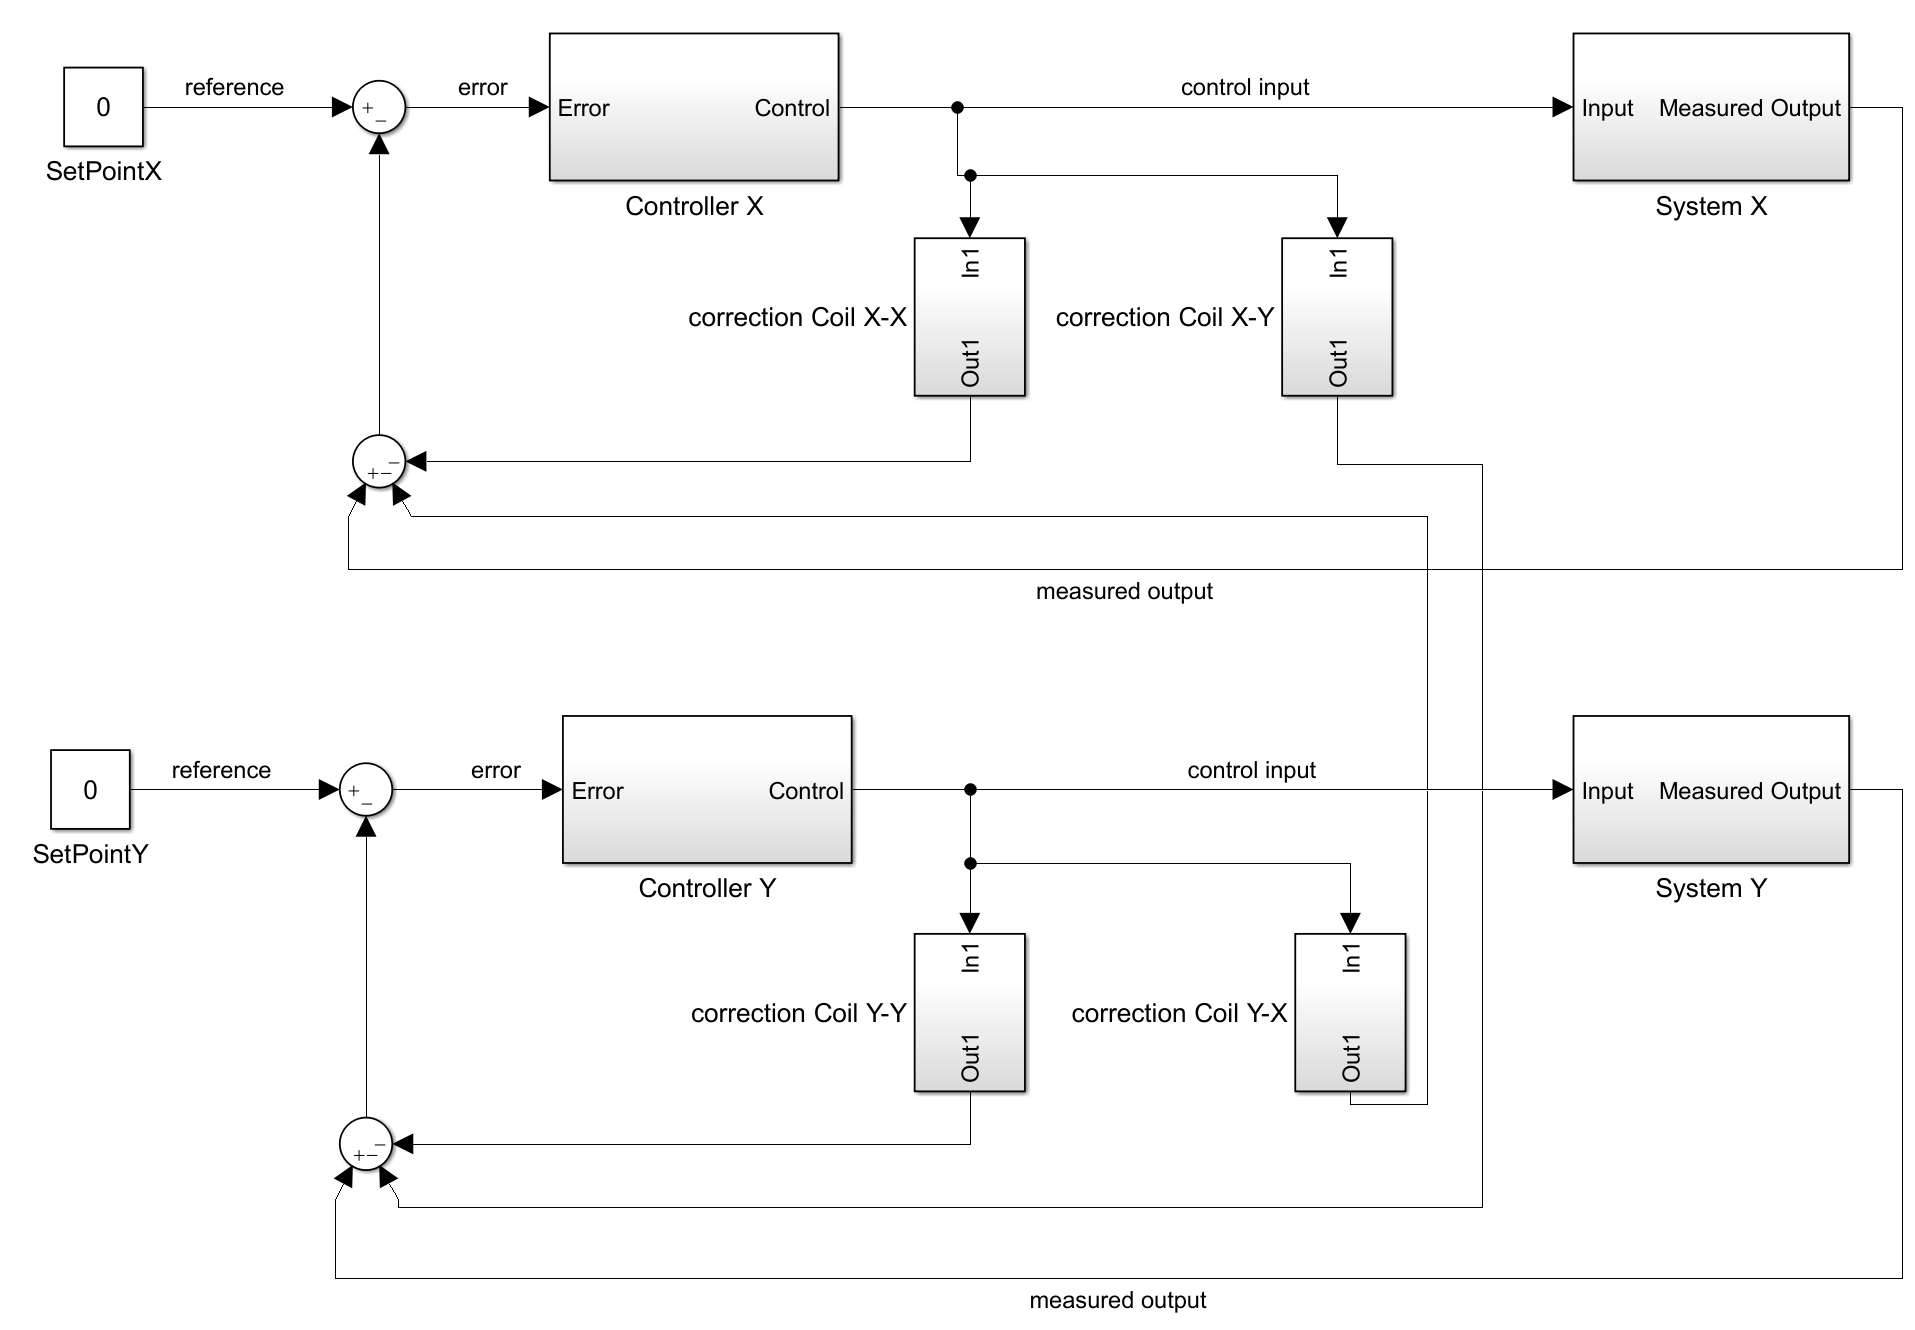 reference
error
control input
0
+
−
Error
Control
Input
Measured Output
SetPointX
Controller X
System X
In1
In1
correction Coil X-X
correction Coil X-Y
Out1
Out1
−
+−
measured output
reference
error
control input
0
+
−
Error
Control
Input
Measured Output
SetPointY
Controller Y
System Y
In1
In1
correction Coil Y-Y
correction Coil Y-X
Out1
Out1
−
+−
measured output